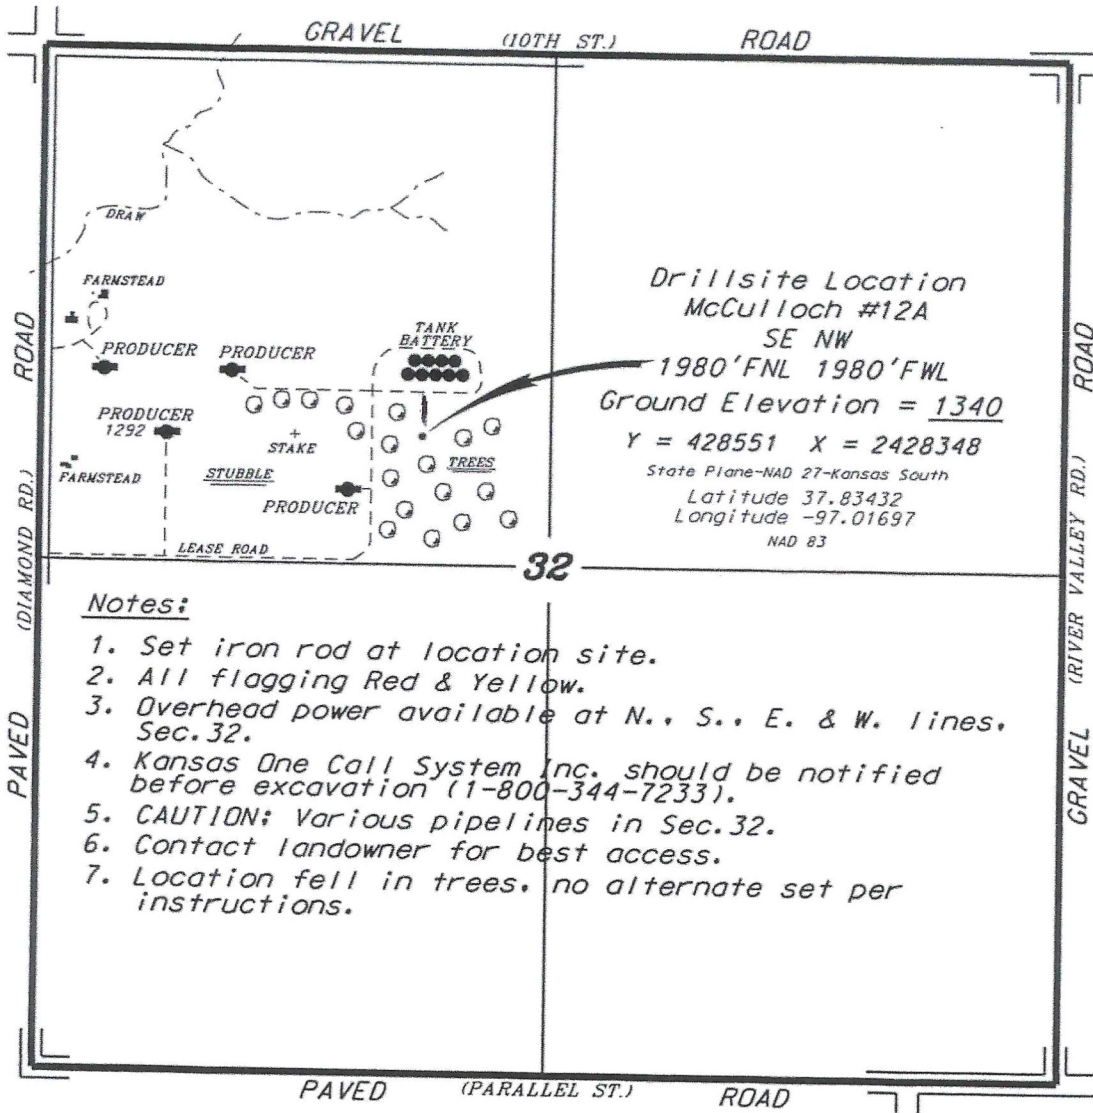 GRAVEL (10TH ST.) ROAD
DRAW
FARMSTEAD
PRODUCER
PRODUCER
TANK
BATTERY
PRODUCER
1292
STAKE
STUBBLE
TREES
FARMSTEAD
PRODUCER
LEASE ROAD
Drillsite Location
McCulloch #12A
SE NW
1980'FNL 1980'FWL
Ground Elevation = 1340
Y = 428551 X = 2428348
State Plane-NAD 27-Kansas South
Latitude 37.83432
Longitude -97.01697
NAD 83
32
PAVED (DIAMOND RD.) ROAD
GRAVEL (RIVER VALLEY RD.) ROAD
Notes:
1. Set iron rod at location site.
2. All flagging Red & Yellow.
3. Overhead power available at N., S., E. & W. lines,
Sec.32.
4. Kansas One Call System Inc. should be notified
before excavation (1-800-344-7233).
5. CAUTION: Various pipelines in Sec.32.
6. Contact landowner for best access.
7. Location fell in trees, no alternate set per
instructions.
PAVED (PARALLEL ST.) ROAD